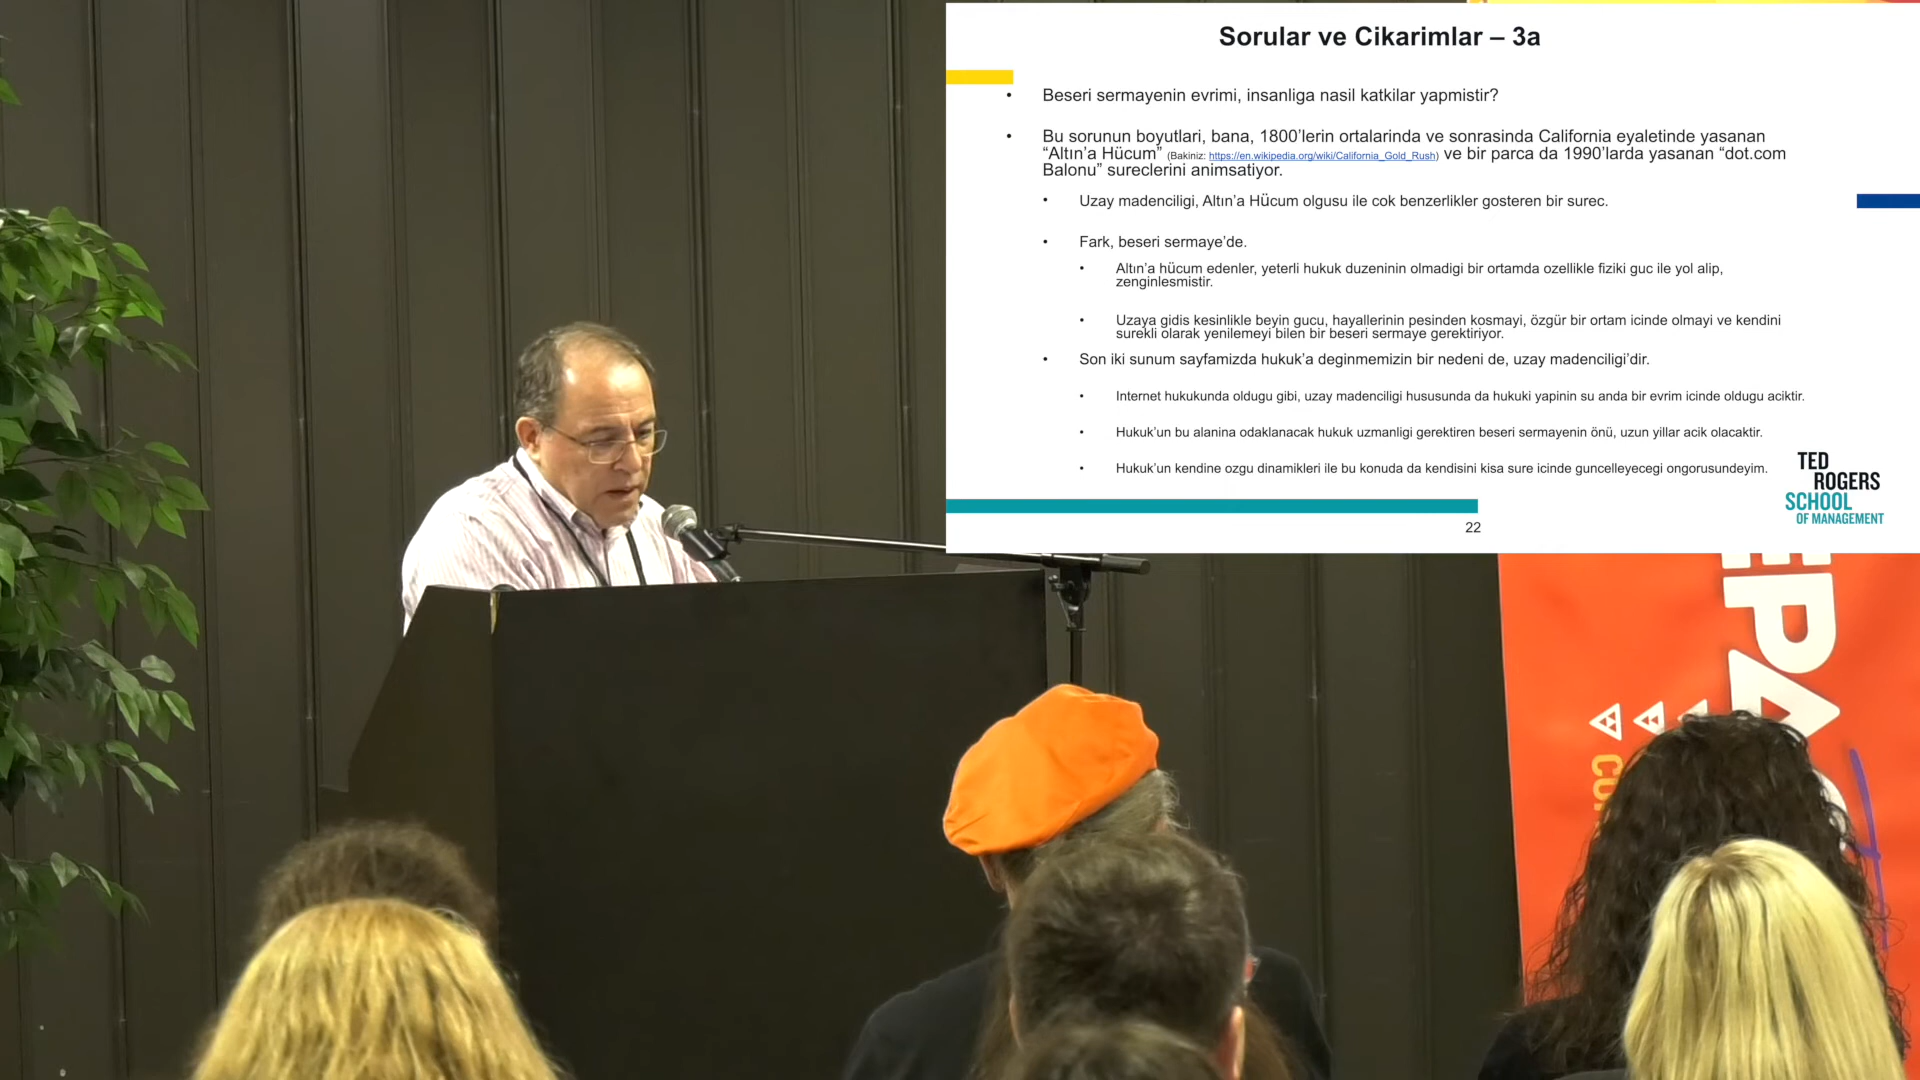 Sorular ve Cikarimlar – 3a
• Beseri sermayenin evrimi, insanliga nasil katkilar yapmistir?
• Bu sorunun boyutlari, bana, 1800’lerin ortalarinda ve sonrasinda California eyaletinde yasanan
“Altın’a Hücum” (Bakiniz: https://en.wikipedia.org/wiki/California_Gold_Rush) ve bir parca da 1990’larda yasanan “dot.com
Balonu” sureclerini animsatiyor.
• Uzay madenciligi, Altın’a Hücum olgusu ile cok benzerlikler gosteren bir surec.
• Fark, beseri sermaye’de.
• Altın’a hücum edenler, yeterli hukuk duzeninin olmadigi bir ortamda ozellikle fiziki guc ile yol alip,
zenginlesmistir.
• Uzaya gidis kesinlikle beyin gucu, hayallerinin pesinden kosmayi, özgür bir ortam icinde olmayi ve kendini
surekli olarak yenilemeyi bilen bir beseri sermaye gerektiriyor.
• Son iki sunum sayfamizda hukuk’a deginmemizin bir nedeni de, uzay madenciligi’dir.
• Internet hukukunda oldugu gibi, uzay madenciligi hususunda da hukuki yapinin su anda bir evrim icinde oldugu aciktir.
• Hukuk’un bu alanina odaklanacak hukuk uzmanligi gerektiren beseri sermayenin önü, uzun yillar acik olacaktir.
• Hukuk’un kendine ozgu dinamikleri ile bu konuda da kendisini kisa sure icinde guncelleyecegi ongorusundeyim.
TED
ROGERS
SCHOOL
OF MANAGEMENT
22